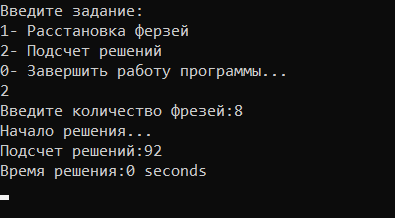 Введите задание:
1- Расстановка ферзей
2- Подсчет решений
0- Завершить работу программы...
2
Введите количество фрезей:8
Начало решения...
Подсчет решений:92
Время решения:0 seconds